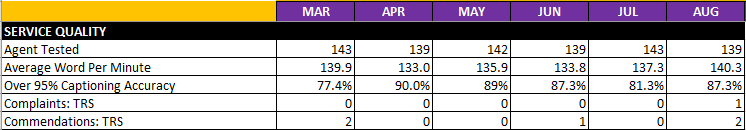 MAR APR MAY JUN JUL AUG
SERVICE QUALITY
Agent Tested 143 139 142 139 143 139
Average Word Per Minute 139.9 133.0 135.9 133.8 137.3 140.3
Over 95% Captioning Accuracy 77.4% 90.0% 89% 87.3% 81.3% 87.3%
Complaints: TRS 0 0 0 0 0 1
Commendations: TRS 2 0 0 1 0 2